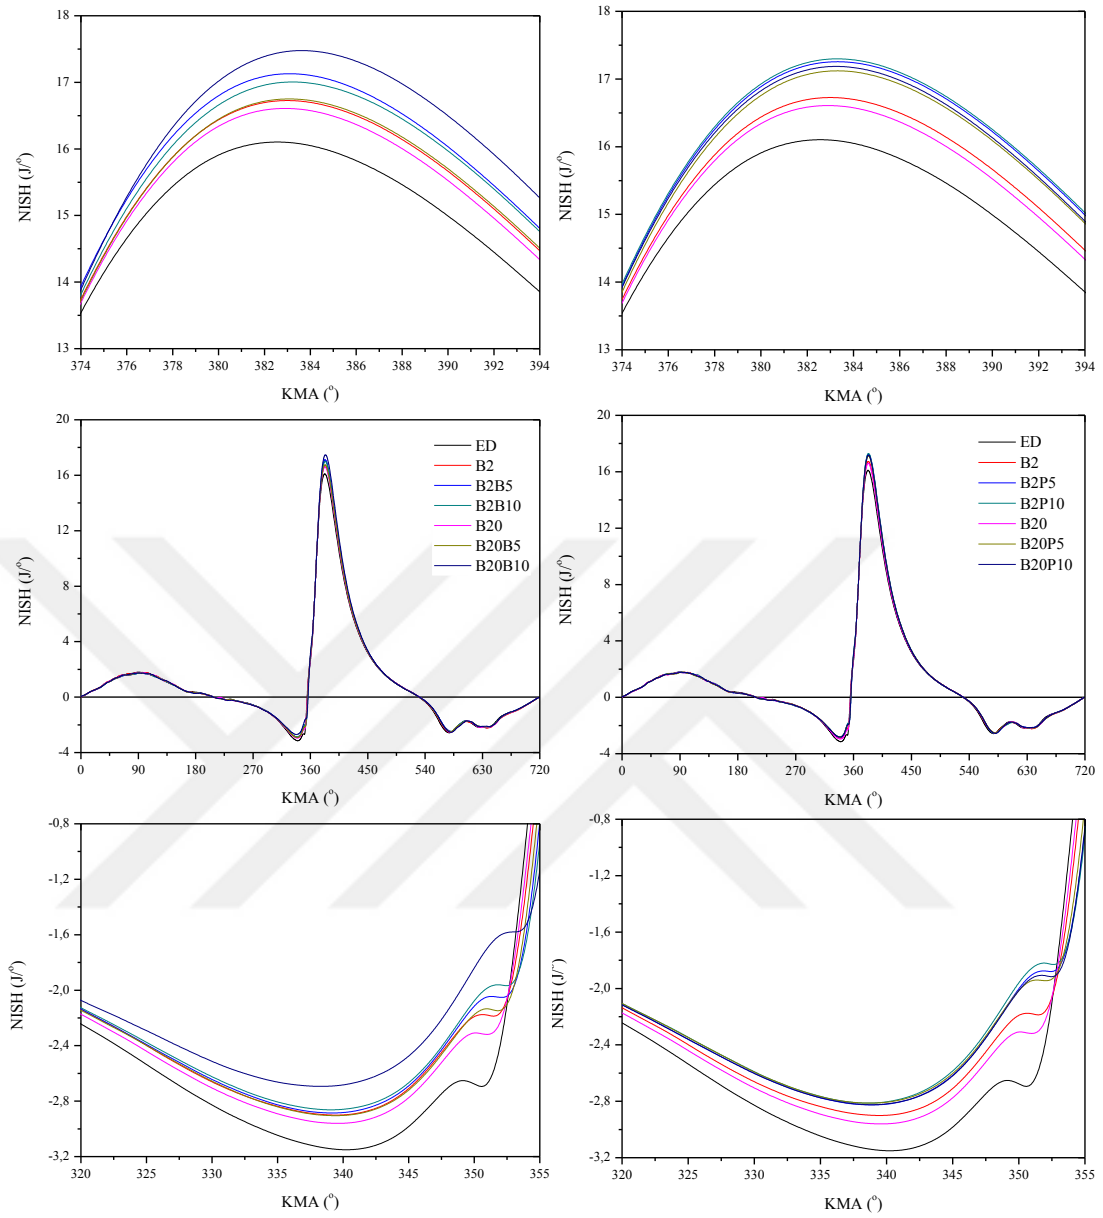 18
17
16
15
14
13
NISH (J/°)
374 376 378 380 382 384 386 388 390 392 394
KMA (°)
18
17
16
15
14
13
NISH (J/°)
374 376 378 380 382 384 386 388 390 392 394
KMA (°)
20
16
12
8
4
0
-4
NISH (J/°)
ED
B2
B2B5
B2B10
B20
B20B5
B20B10
0 90 180 270 360 450 540 630 720
KMA (°)
20
16
12
8
4
0
-4
NISH (J/°)
ED
B2
B2P5
B2P10
B20
B20P5
B20P10
0 90 180 270 360 450 540 630 720
KMA (°)
-0,8
-1,2
-1,6
-2,0
-2,4
-2,8
-3,2
NISH (J/°)
320 325 330 335 340 345 350 355
KMA (°)
-0,8
-1,2
-1,6
-2,0
-2,4
-2,8
-3,2
NISH (J/¨)
320 325 330 335 340 345 350 355
KMA (°)